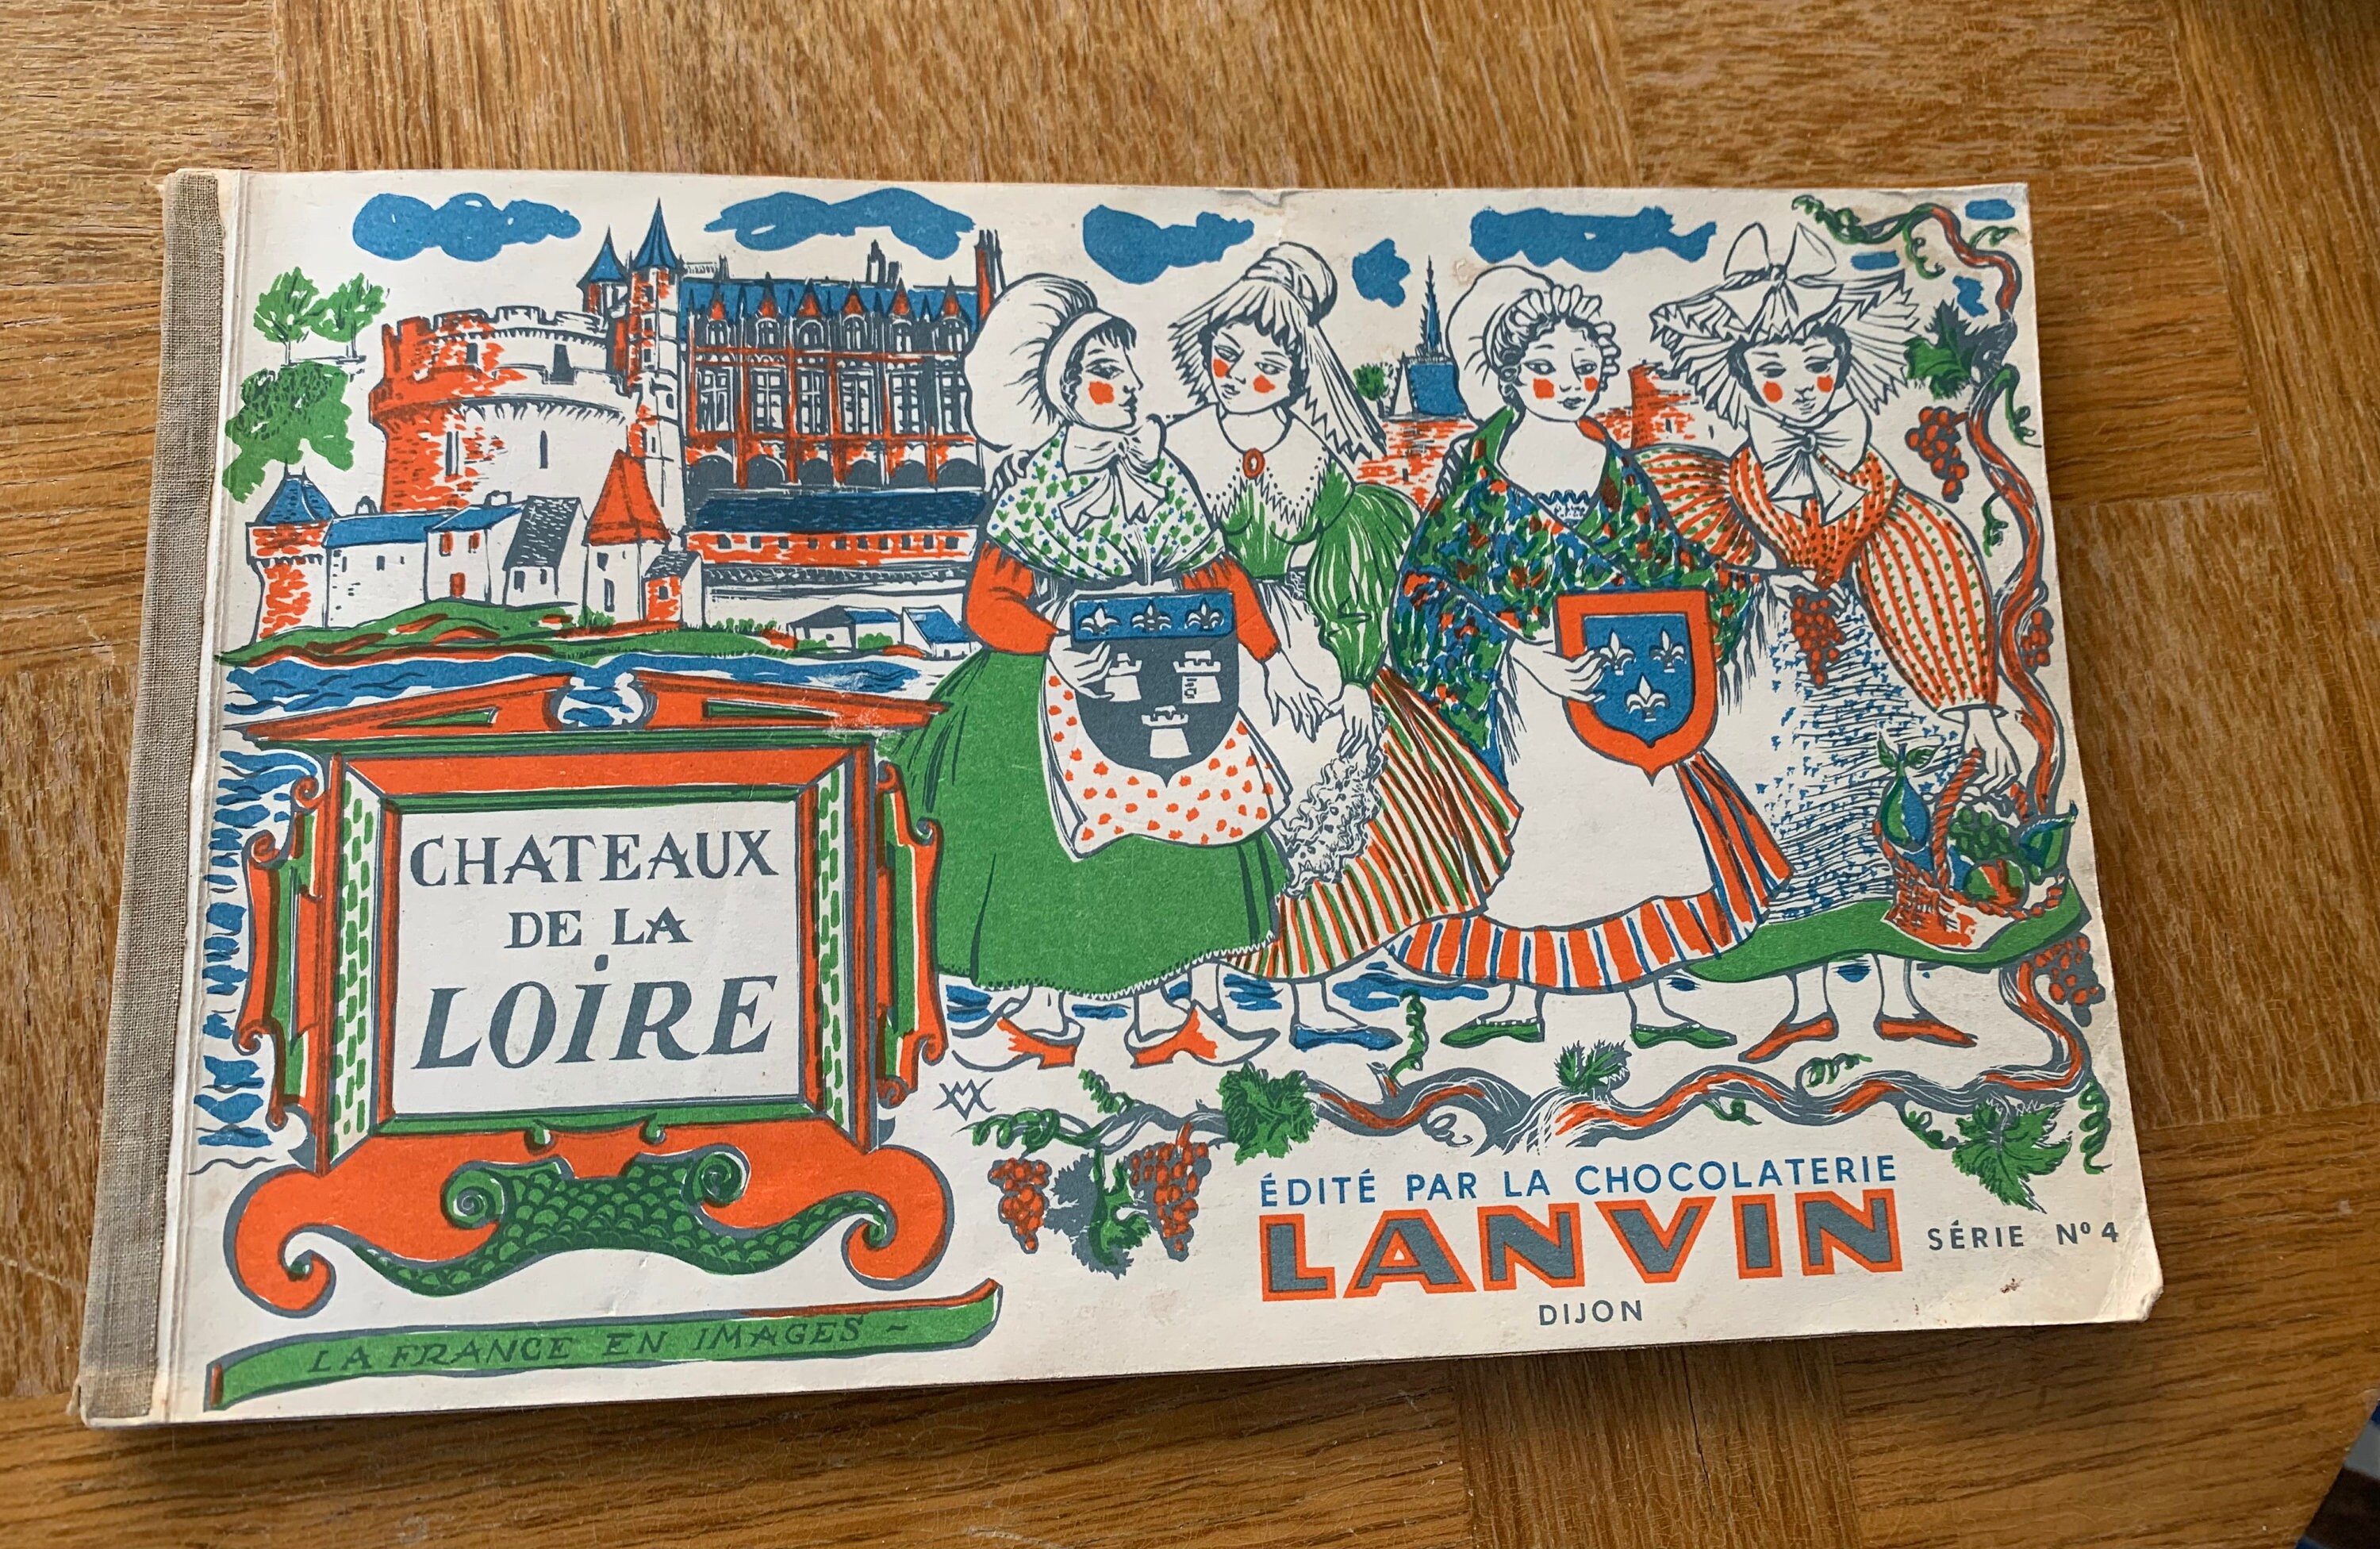 CHATEAUX
DE LA
LOIRE
LA FRANCE EN IMAGES ~
ÉDITÉ PAR LA CHOCOLATERIE
LANVIN
SÉRIE Nº 4
DIJON